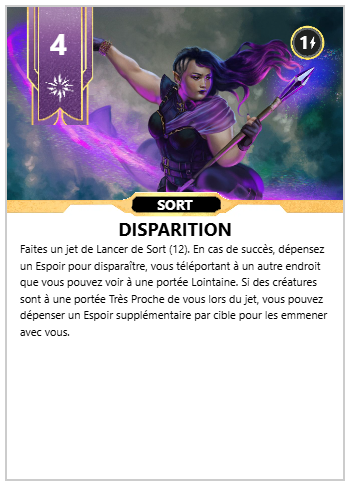 4
1
SORT
DISPARITION
Faites un jet de Lancer de Sort (12). En cas de succès, dépensez
un Espoir pour disparaître, vous téléportant à un autre endroit
que vous pouvez voir à une portée Lointaine. Si des créatures
sont à une portée Très Proche de vous lors du jet, vous pouvez
dépenser un Espoir supplémentaire par cible pour les emmener
avec vous.